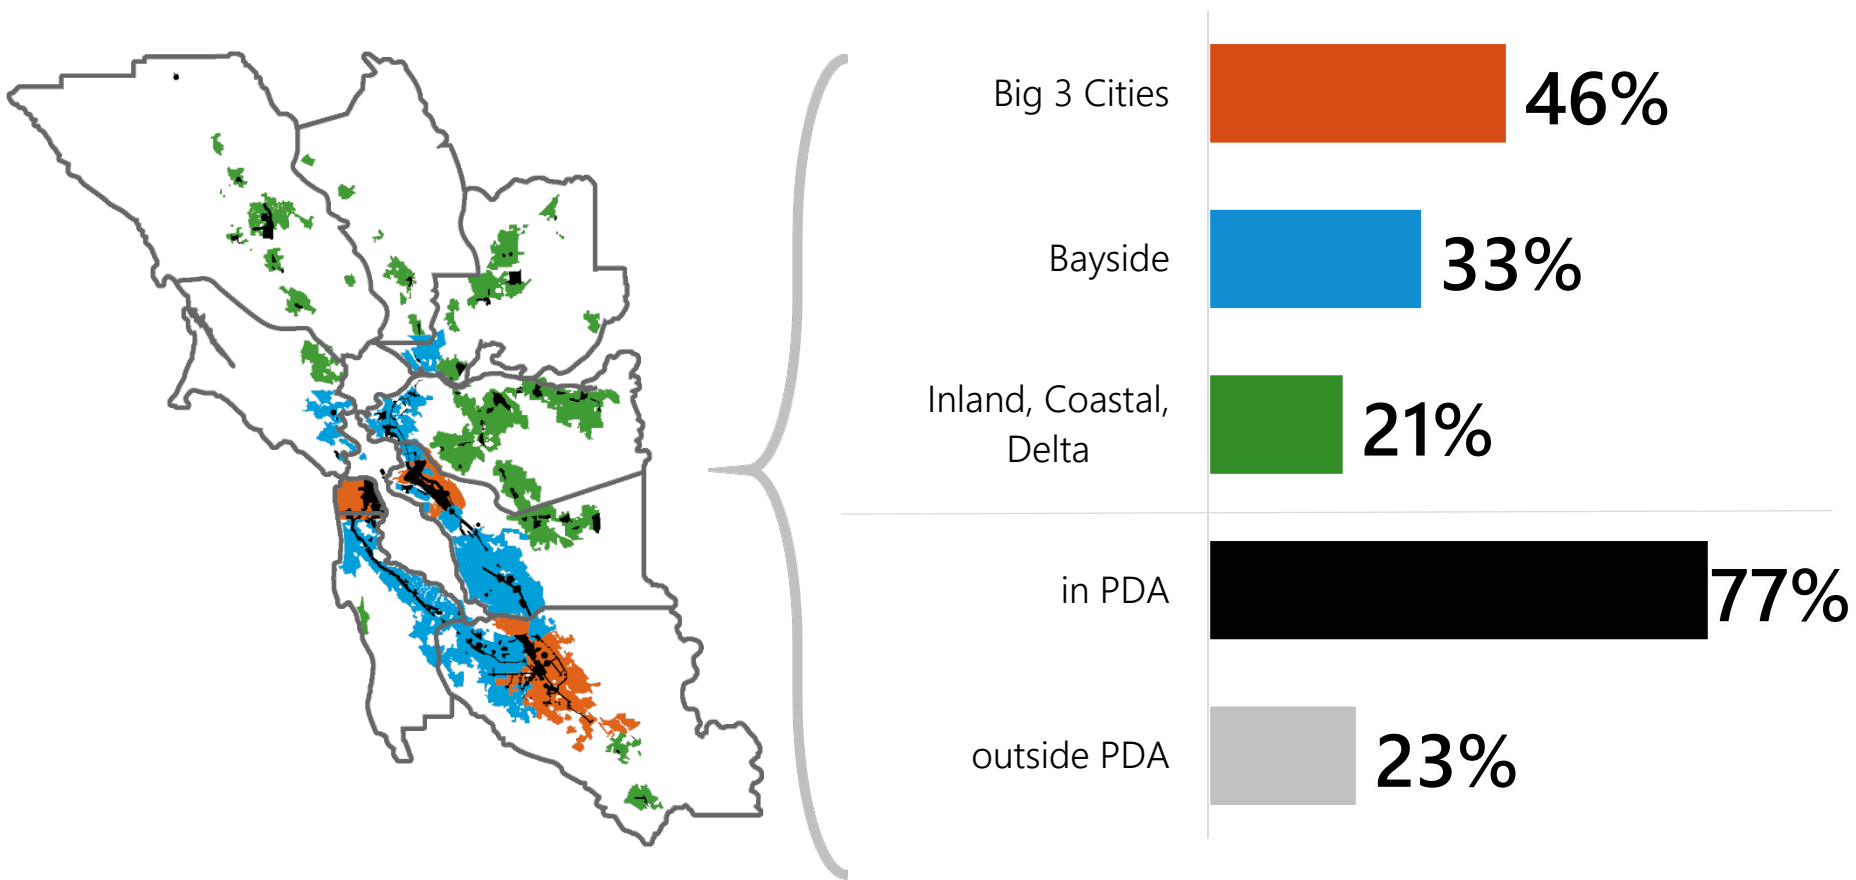 Big 3 Cities
46%
Bayside
33%
Inland, Coastal,
Delta
21%
in PDA
77%
outside PDA
23%